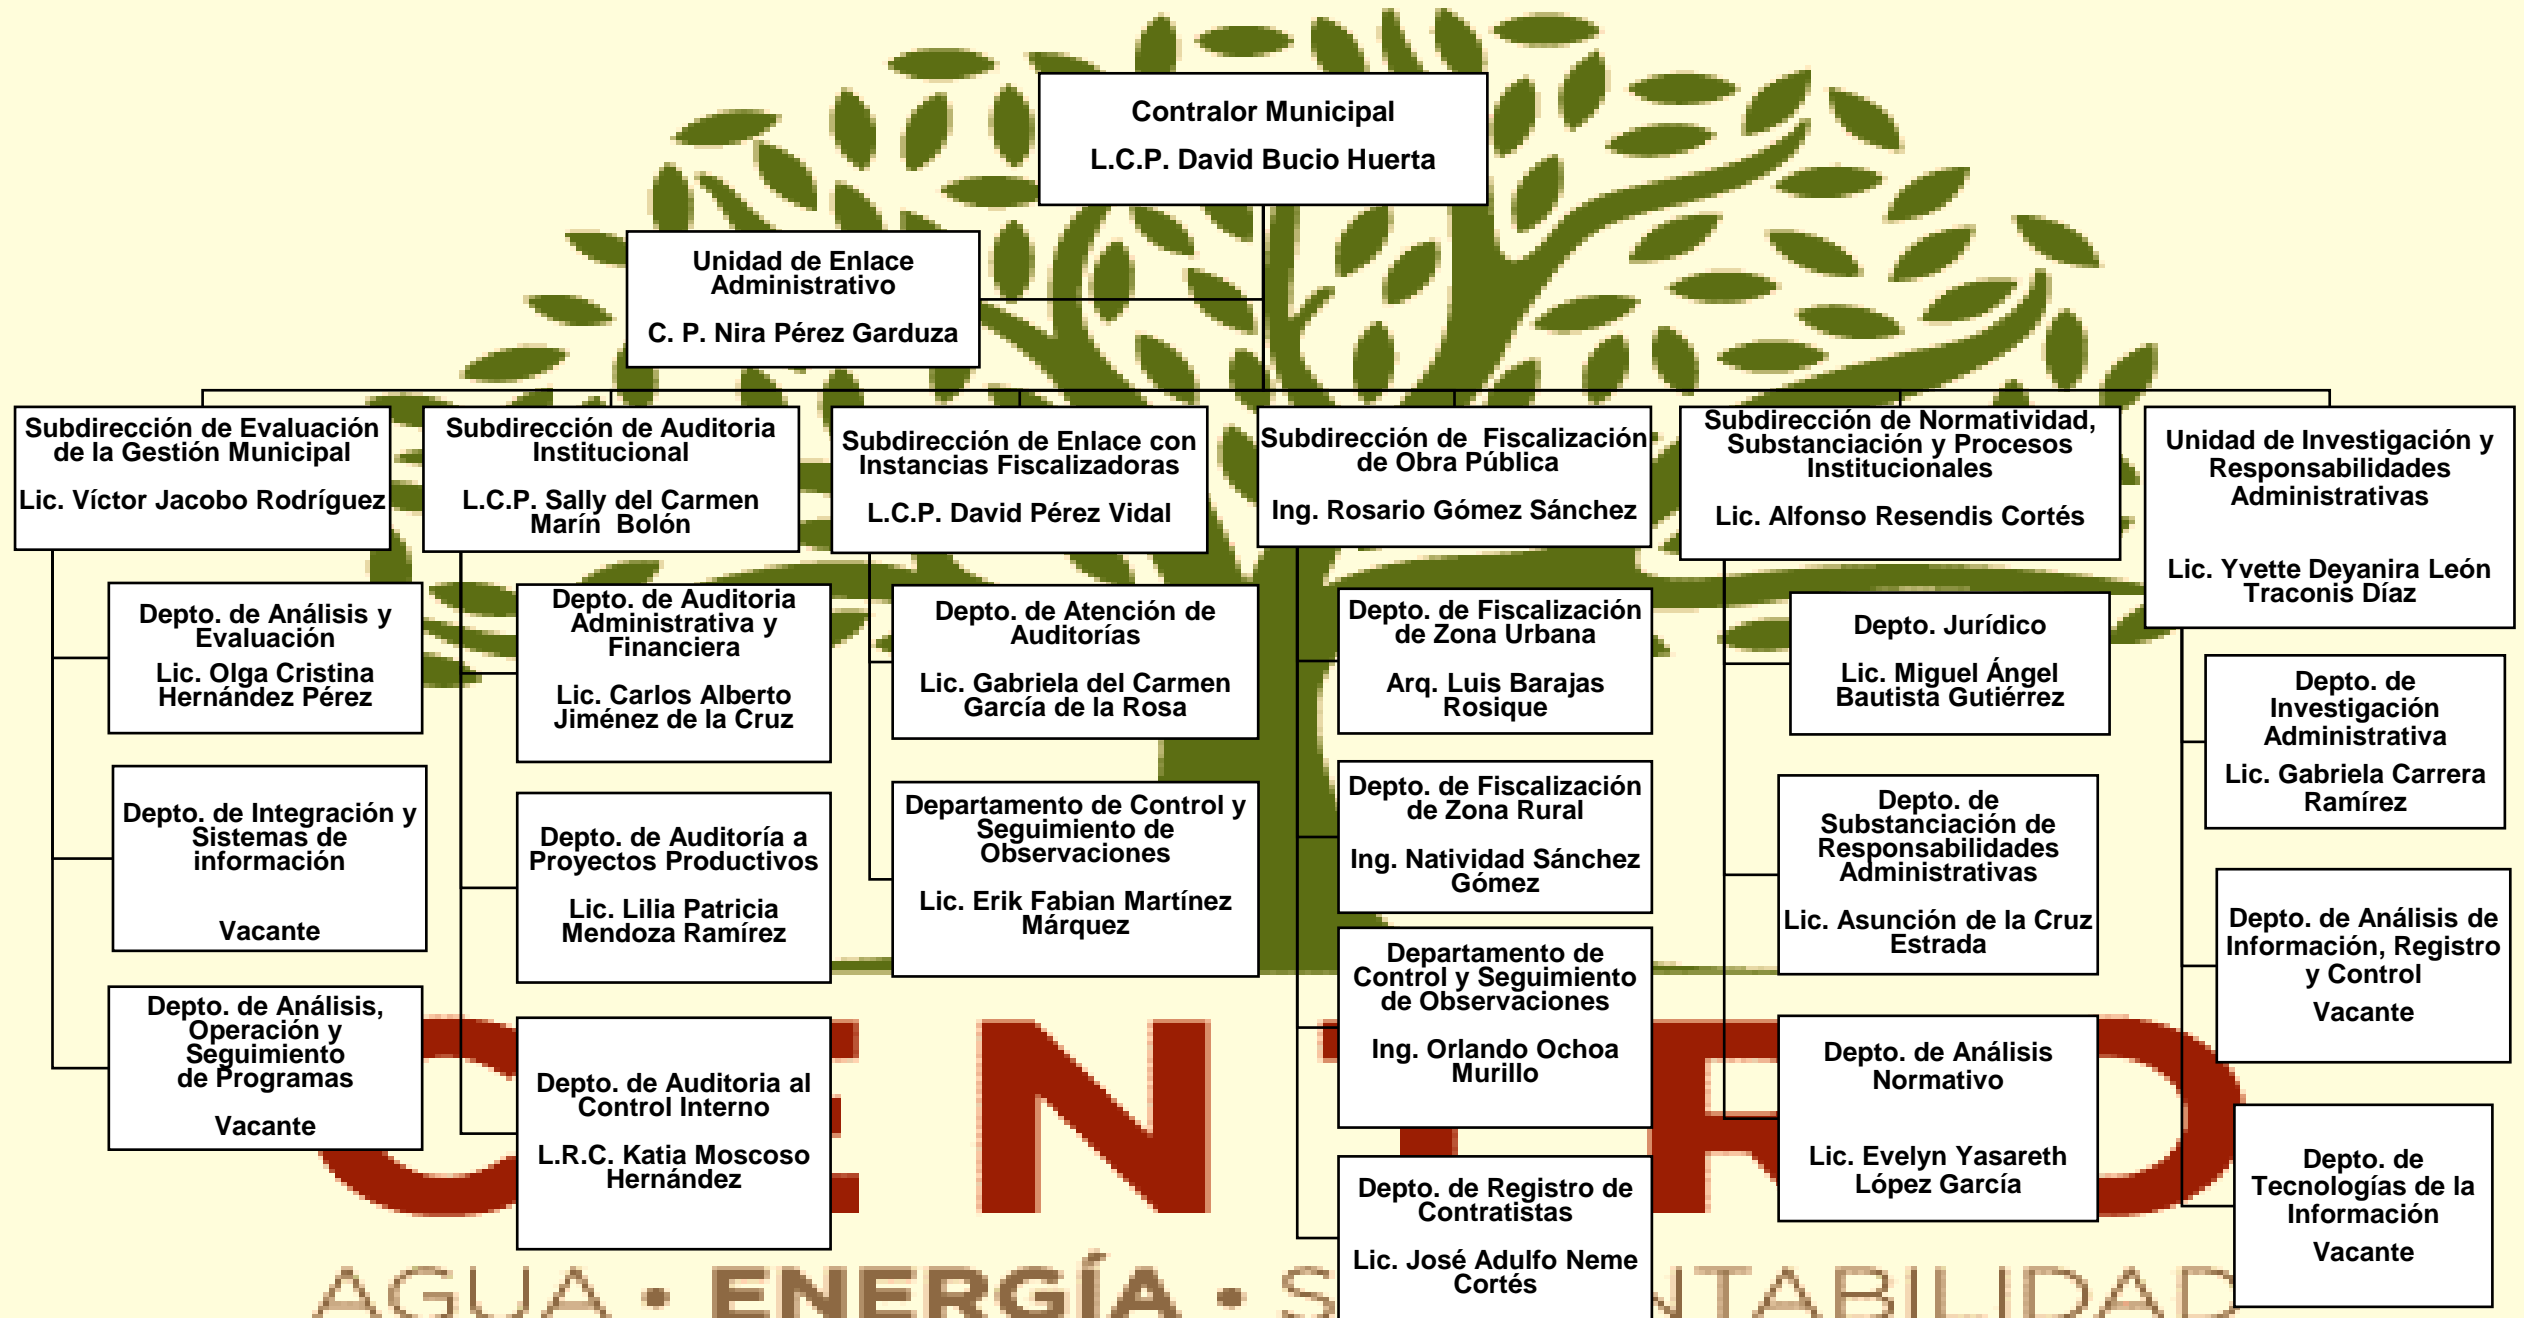 Contralor Municipal
L.C.P. David Bucio Huerta
Unidad de Enlace
Administrativo
C. P. Nira Pérez Garduza
Subdirección de Evaluación
de la Gestión Municipal
Lic. Víctor Jacobo Rodríguez
Subdirección de Auditoria
Institucional
L.C.P. Sally del Carmen
Marín Bolón
Subdirección de Enlace con
Instancias Fiscalizadoras
L.C.P. David Pérez Vidal
Subdirección de Fiscalización
de Obra Pública
Ing. Rosario Gómez Sánchez
Subdirección de Normatividad,
Substanciación y Procesos
Institucionales
Lic. Alfonso Resendis Cortés
Unidad de Investigación y
Responsabilidades
Administrativas
Lic. Yvette Deyanira León
Traconis Díaz
Depto. de Análisis y
Evaluación
Lic. Olga Cristina
Hernández Pérez
Depto. de Integración y
Sistemas de
información
Vacante
Depto. de Análisis,
Operación y
Seguimiento
de Programas
Vacante
Depto. de Auditoria
Administrativa y
Financiera
Lic. Carlos Alberto
Jiménez de la Cruz
Depto. de Auditoría a
Proyectos Productivos
Lic. Lilia Patricia
Mendoza Ramírez
Depto. de Auditoria al
Control Interno
L.R.C. Katia Moscoso
Hernández
Depto. de Atención de
Auditorías
Lic. Gabriela del Carmen
García de la Rosa
Departamento de Control y
Seguimiento de
Observaciones
Lic. Erik Fabian Martínez
Márquez
Depto. de Fiscalización
de Zona Urbana
Arq. Luis Barajas
Rosique
Depto. de Fiscalización
de Zona Rural
Ing. Natividad Sánchez
Gómez
Departamento de
Control y Seguimiento
de Observaciones
Ing. Orlando Ochoa
Murillo
Depto. de Registro de
Contratistas
Lic. José Adulfo Neme
Cortés
Depto. Jurídico
Lic. Miguel Ángel
Bautista Gutiérrez
Depto. de
Substanciación de
Responsabilidades
Administrativas
Lic. Asunción de la Cruz
Estrada
Depto. de Análisis
Normativo
Lic. Evelyn Yasareth
López García
Depto. de
Investigación
Administrativa
Lic. Gabriela Carrera
Ramírez
Depto. de Análisis de
Información, Registro
y Control
Vacante
Depto. de
Tecnologías de la
Información
Vacante
CENTRO
AGUA • ENERGÍA •